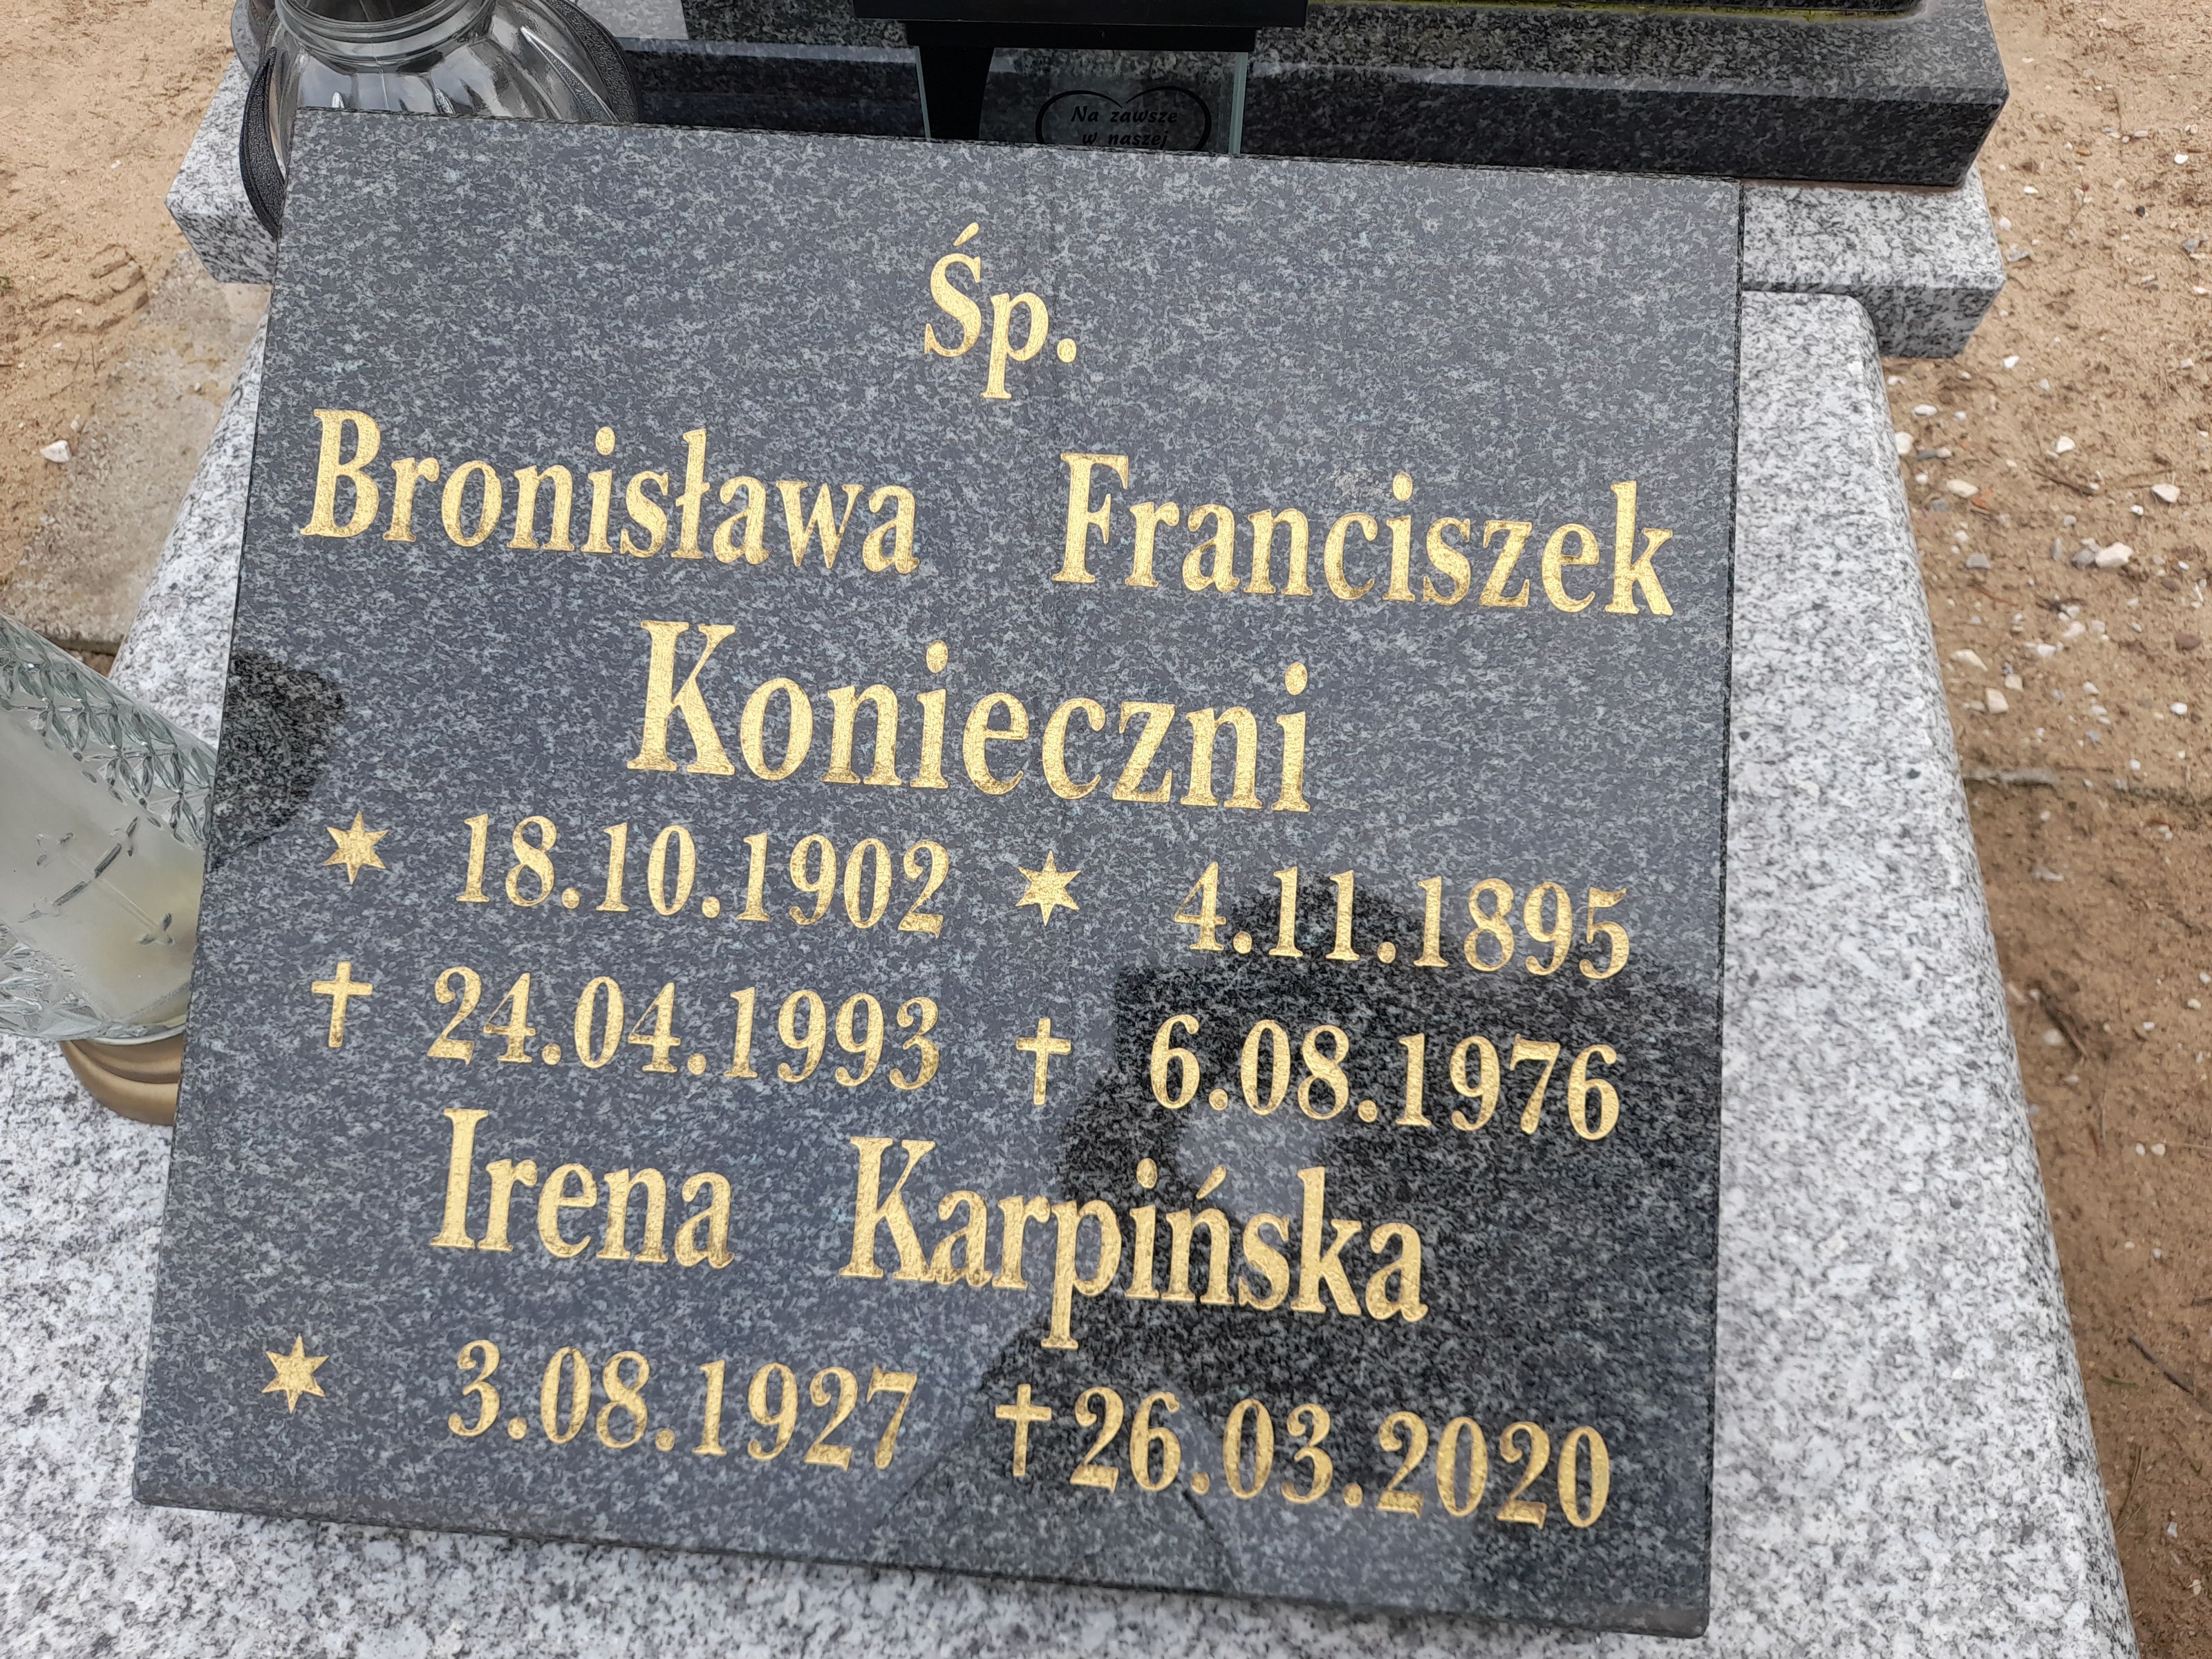 Na zawsze
w naszej
Śp.
Bronisława Franciszek
Konieczni
* 18.10.1902 * 4.11.1895
† 24.04.1993 † 6.08.1976
Irena Karpińska
* 3.08.1927 † 26.03.2020